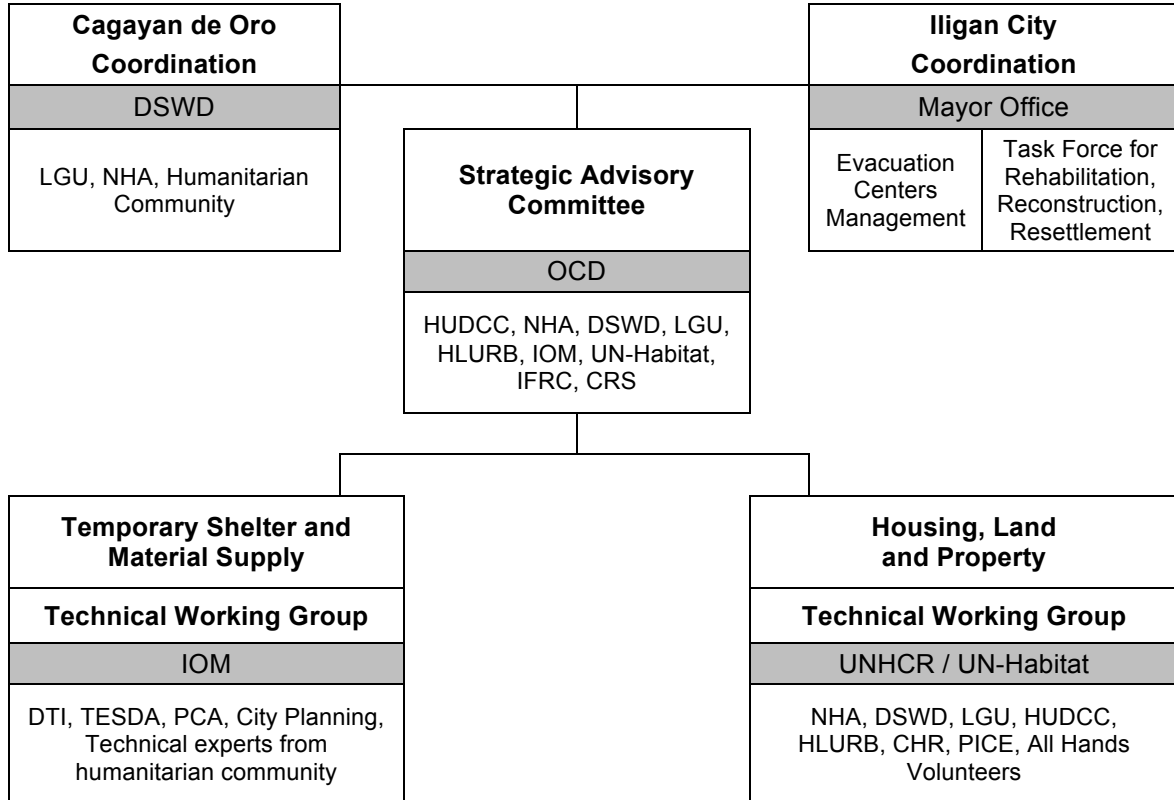 Cagayan de Oro
Coordination
DSWD
LGU, NHA, Humanitarian
Community
Iligan City
Coordination
Mayor Office
Evacuation
Centers
Management
Task Force for
Rehabilitation,
Reconstruction,
Resettlement
Strategic Advisory
Committee
OCD
HUDCC, NHA, DSWD, LGU,
HLURB, IOM, UN-Habitat,
IFRC, CRS
Temporary Shelter and
Material Supply
Technical Working Group
IOM
DTI, TESDA, PCA, City Planning,
Technical experts from
humanitarian community
Housing, Land
and Property
Technical Working Group
UNHCR / UN-Habitat
NHA, DSWD, LGU, HUDCC,
HLURB, CHR, PICE, All Hands
Volunteers